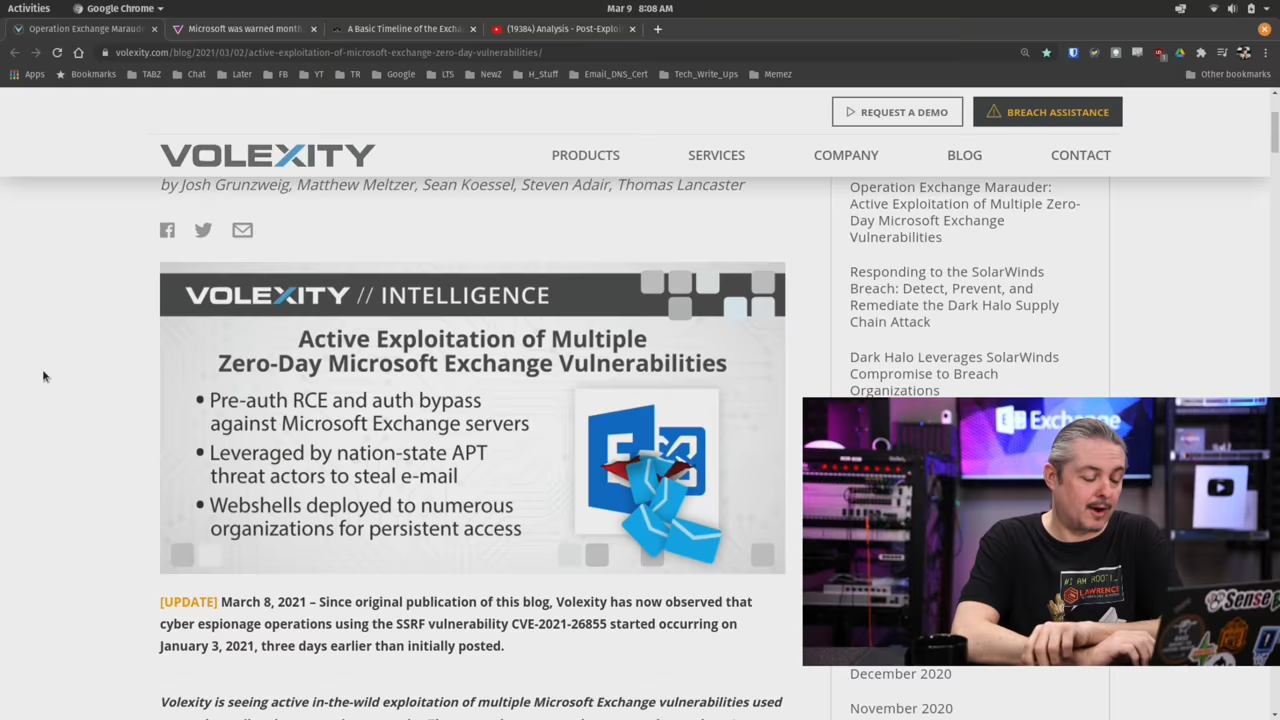 Activities
Google Chrome
Mar 9 8:08 AM
Operation Exchange Maraud
Microsoft was warned mont
A Basic Timeline of the Excha
(19384) Analysis - Post-Exploi
volexity.com/blog/2021/03/02/active-exploitation-of-microsoft-exchange-zero-day-vulnerabilities/
Apps
Bookmarks
TABZ
Chat
Later
FB
YT
TR
Google
LTS
NewZ
H_Stuff
Email_DNS_Cert
Tech_Write_Ups
Memez
Other bookmarks
REQUEST A DEMO
BREACH ASSISTANCE
VOLEXITY
PRODUCTS
SERVICES
COMPANY
BLOG
CONTACT
by Josh Grunzweig, Matthew Meltzer, Sean Koessel, Steven Adair, Thomas Lancaster
VOLEXITY // INTELLIGENCE
Active Exploitation of Multiple
Zero-Day Microsoft Exchange Vulnerabilities
• Pre-auth RCE and auth bypass
against Microsoft Exchange servers
• Leveraged by nation-state APT
threat actors to steal e-mail
• Webshells deployed to numerous
organizations for persistent access
[UPDATE] March 8, 2021 – Since original publication of this blog, Volexity has now observed that
cyber espionage operations using the SSRF vulnerability CVE-2021-26855 started occurring on
January 3, 2021, three days earlier than initially posted.
Volexity is seeing active in-the-wild exploitation of multiple Microsoft Exchange vulnerabilities used
Operation Exchange Marauder:
Active Exploitation of Multiple Zero-
Day Microsoft Exchange
Vulnerabilities
Responding to the SolarWinds
Breach: Detect, Prevent, and
Remediate the Dark Halo Supply
Chain Attack
Dark Halo Leverages SolarWinds
Compromise to Breach
Organizations
Exchange
I AM ROOT
LAWRENCE
Sense
December 2020
November 2020